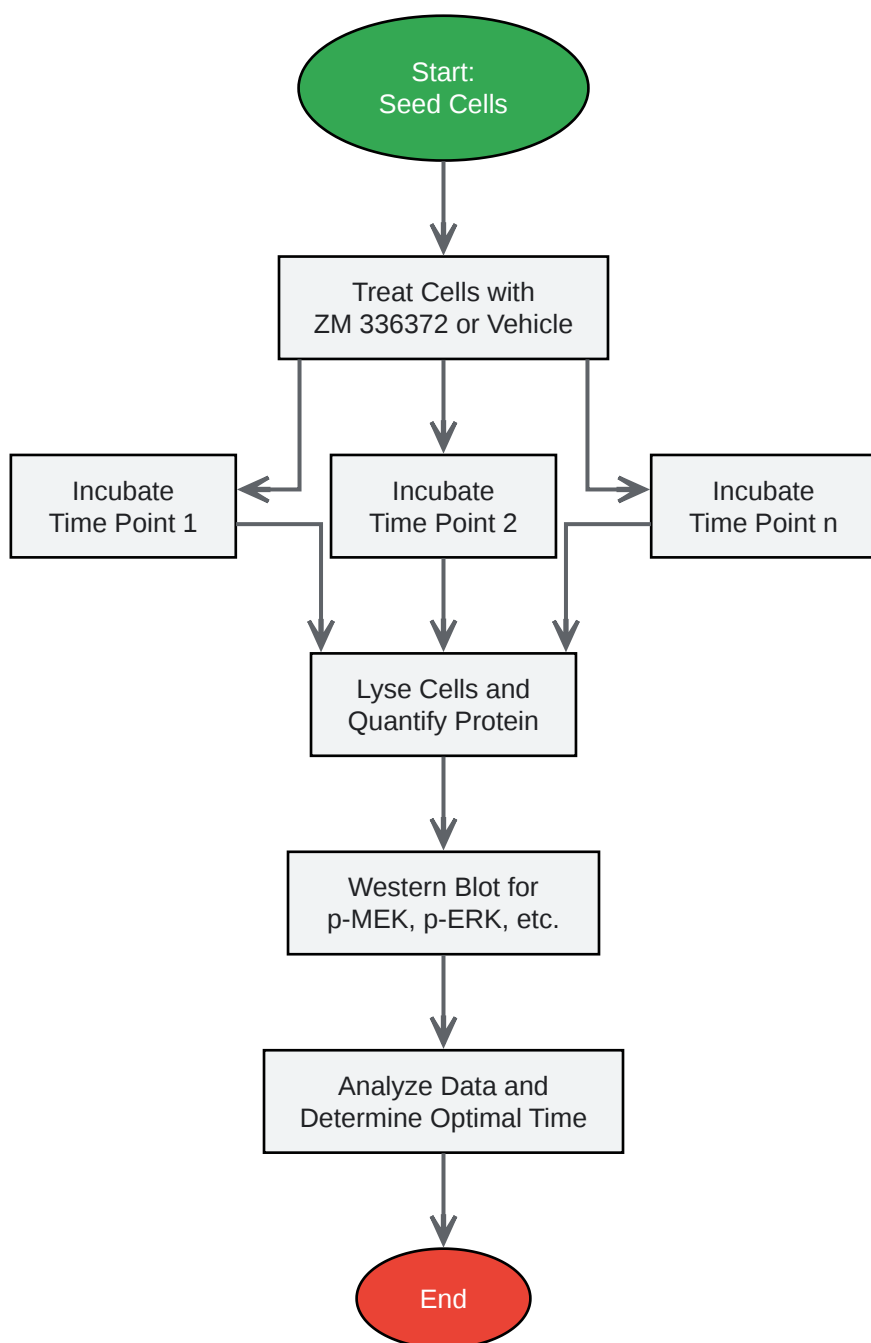 Start:
Seed Cells
Treat Cells with
ZM 336372 or Vehicle
Incubate
Time Point 1
Incubate
Time Point 2
Incubate
Time Point n
Lyse Cells and
Quantify Protein
Western Blot for
p-MEK, p-ERK, etc.
Analyze Data and
Determine Optimal Time
End